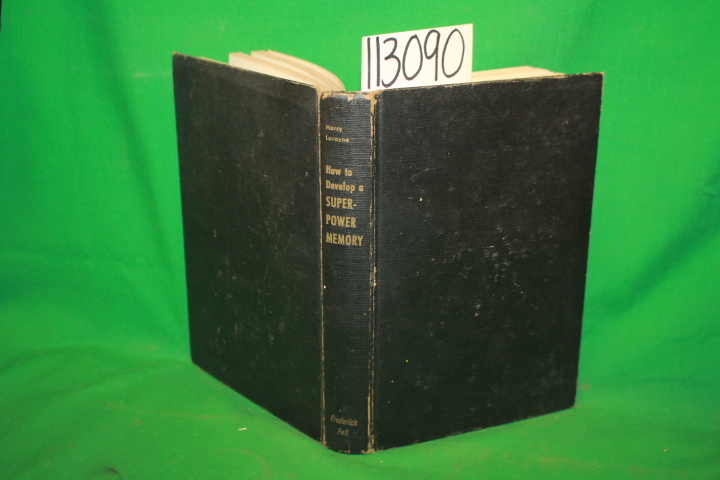 113090
Harry
Lorayne
How to
Develop a
SUPER-
POWER
MEMORY
Frederick
Fell